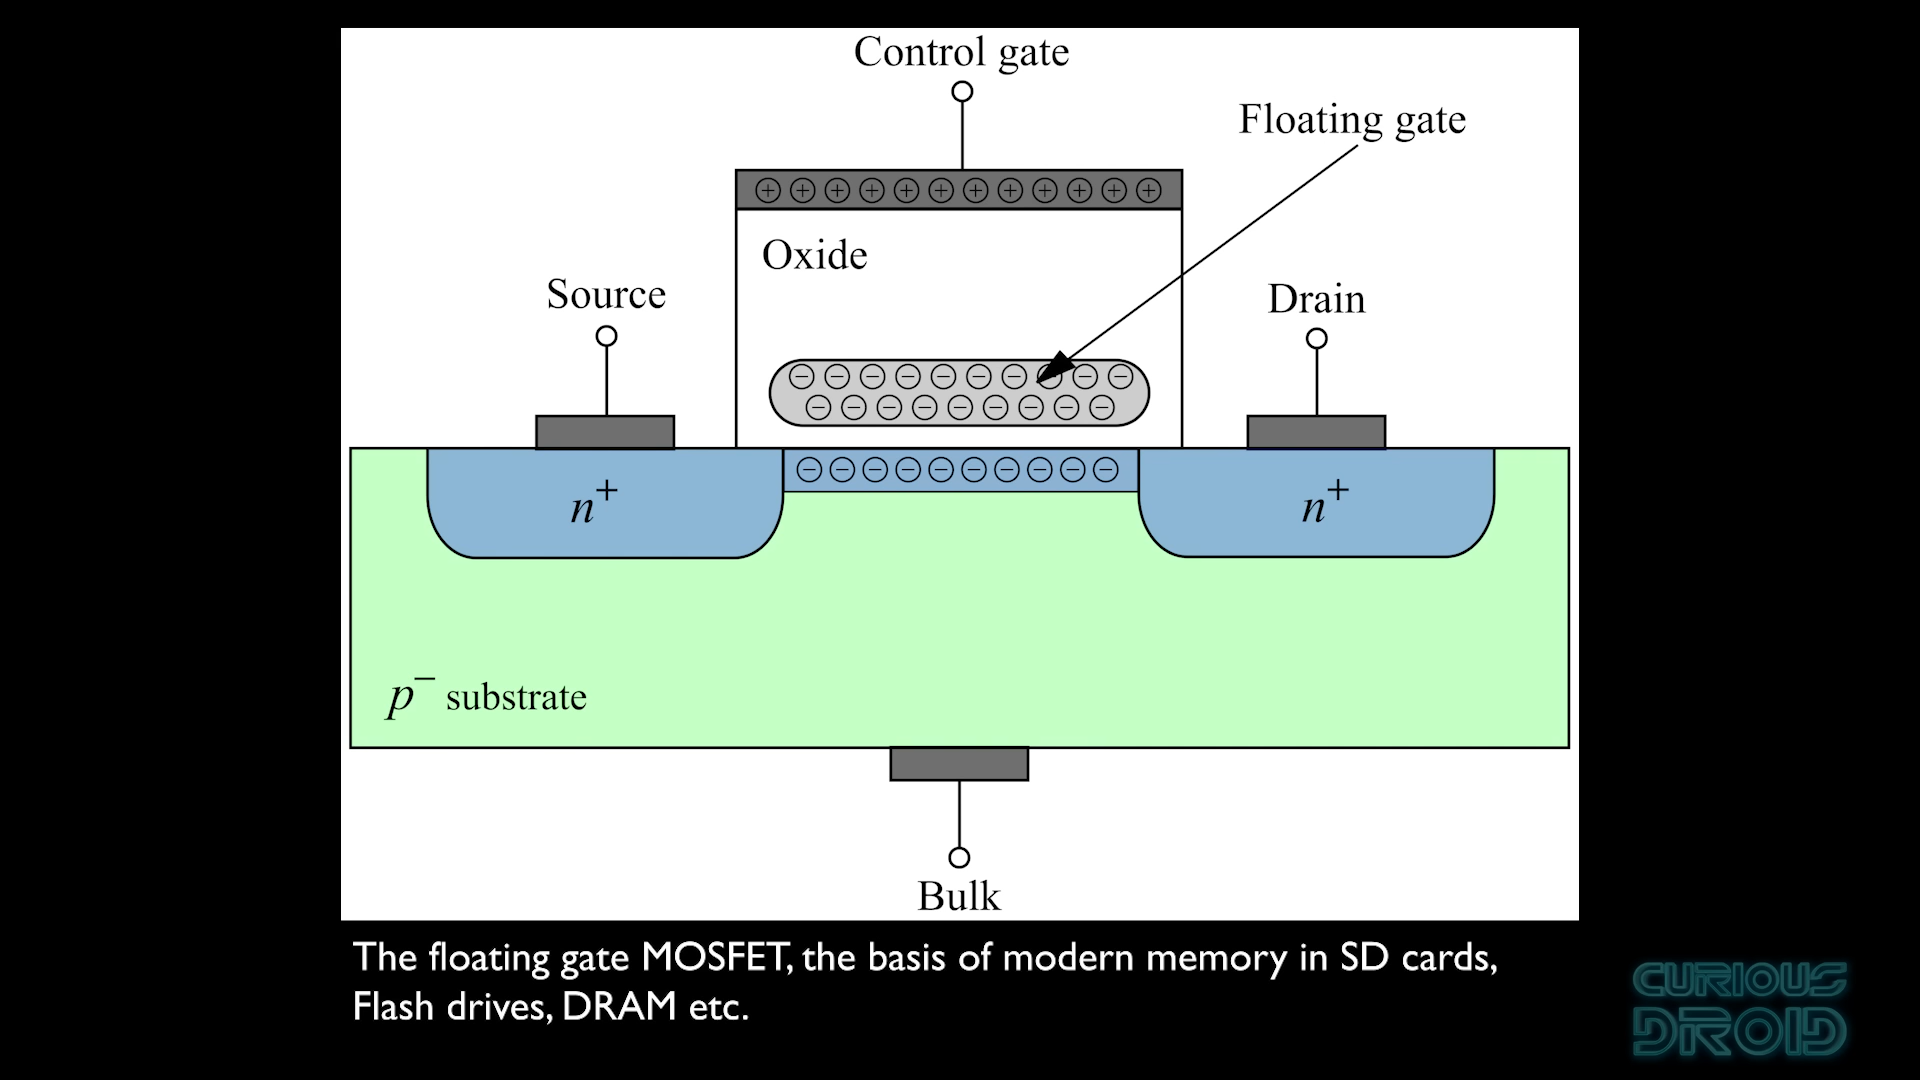 Control gate
Floating gate
Oxide
Source
Drain
n+
n+
p− substrate
Bulk
The floating gate MOSFET, the basis of modern memory in SD cards,
Flash drives, DRAM etc.
CURIOUS
DROID